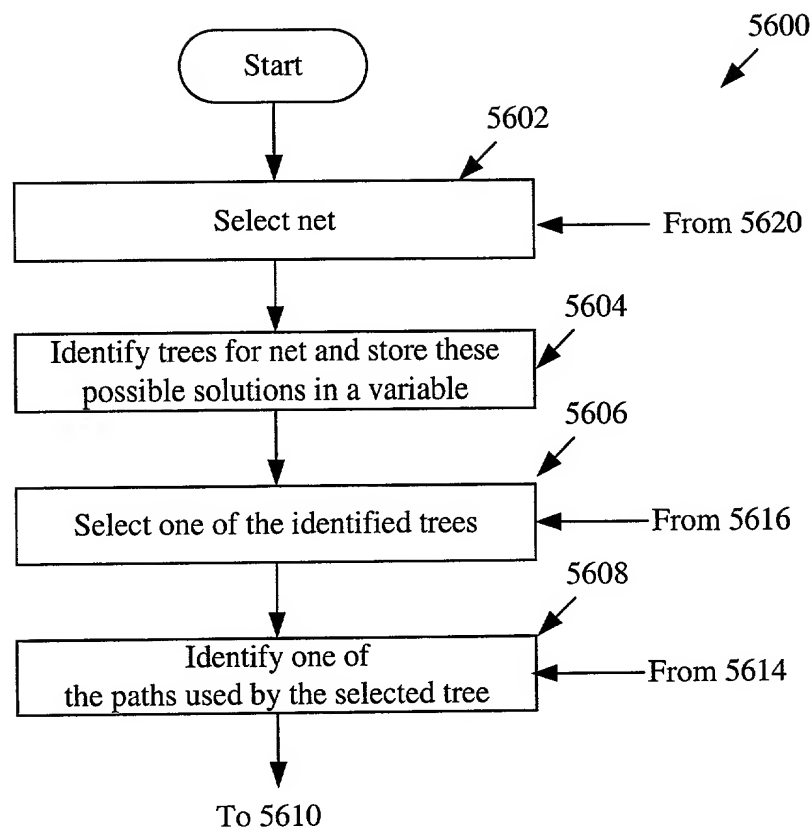 5600
Start
5602
Select net
From 5620
5604
Identify trees for net and store these
possible solutions in a variable
5606
Select one of the identified trees
From 5616
5608
Identify one of
the paths used by the selected tree
From 5614
To 5610